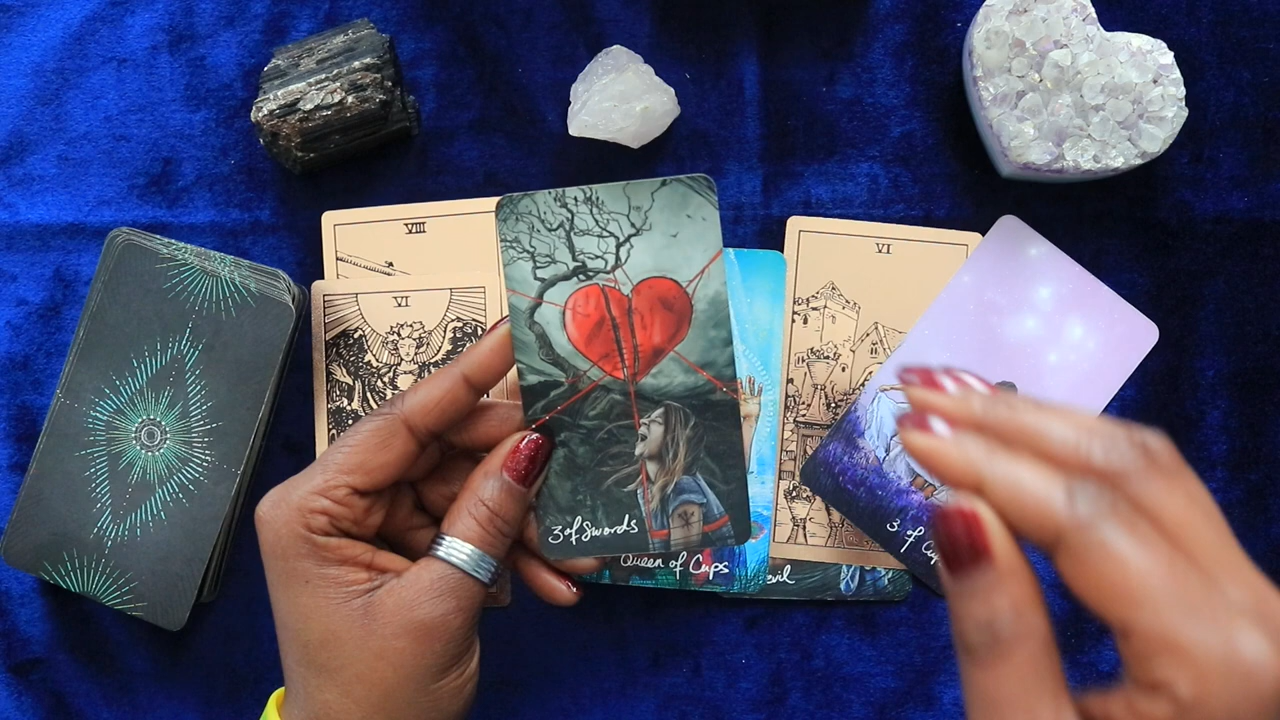 VIII
VI
VI
3 of Swords
Queen of Cups
evil
3 of Cu